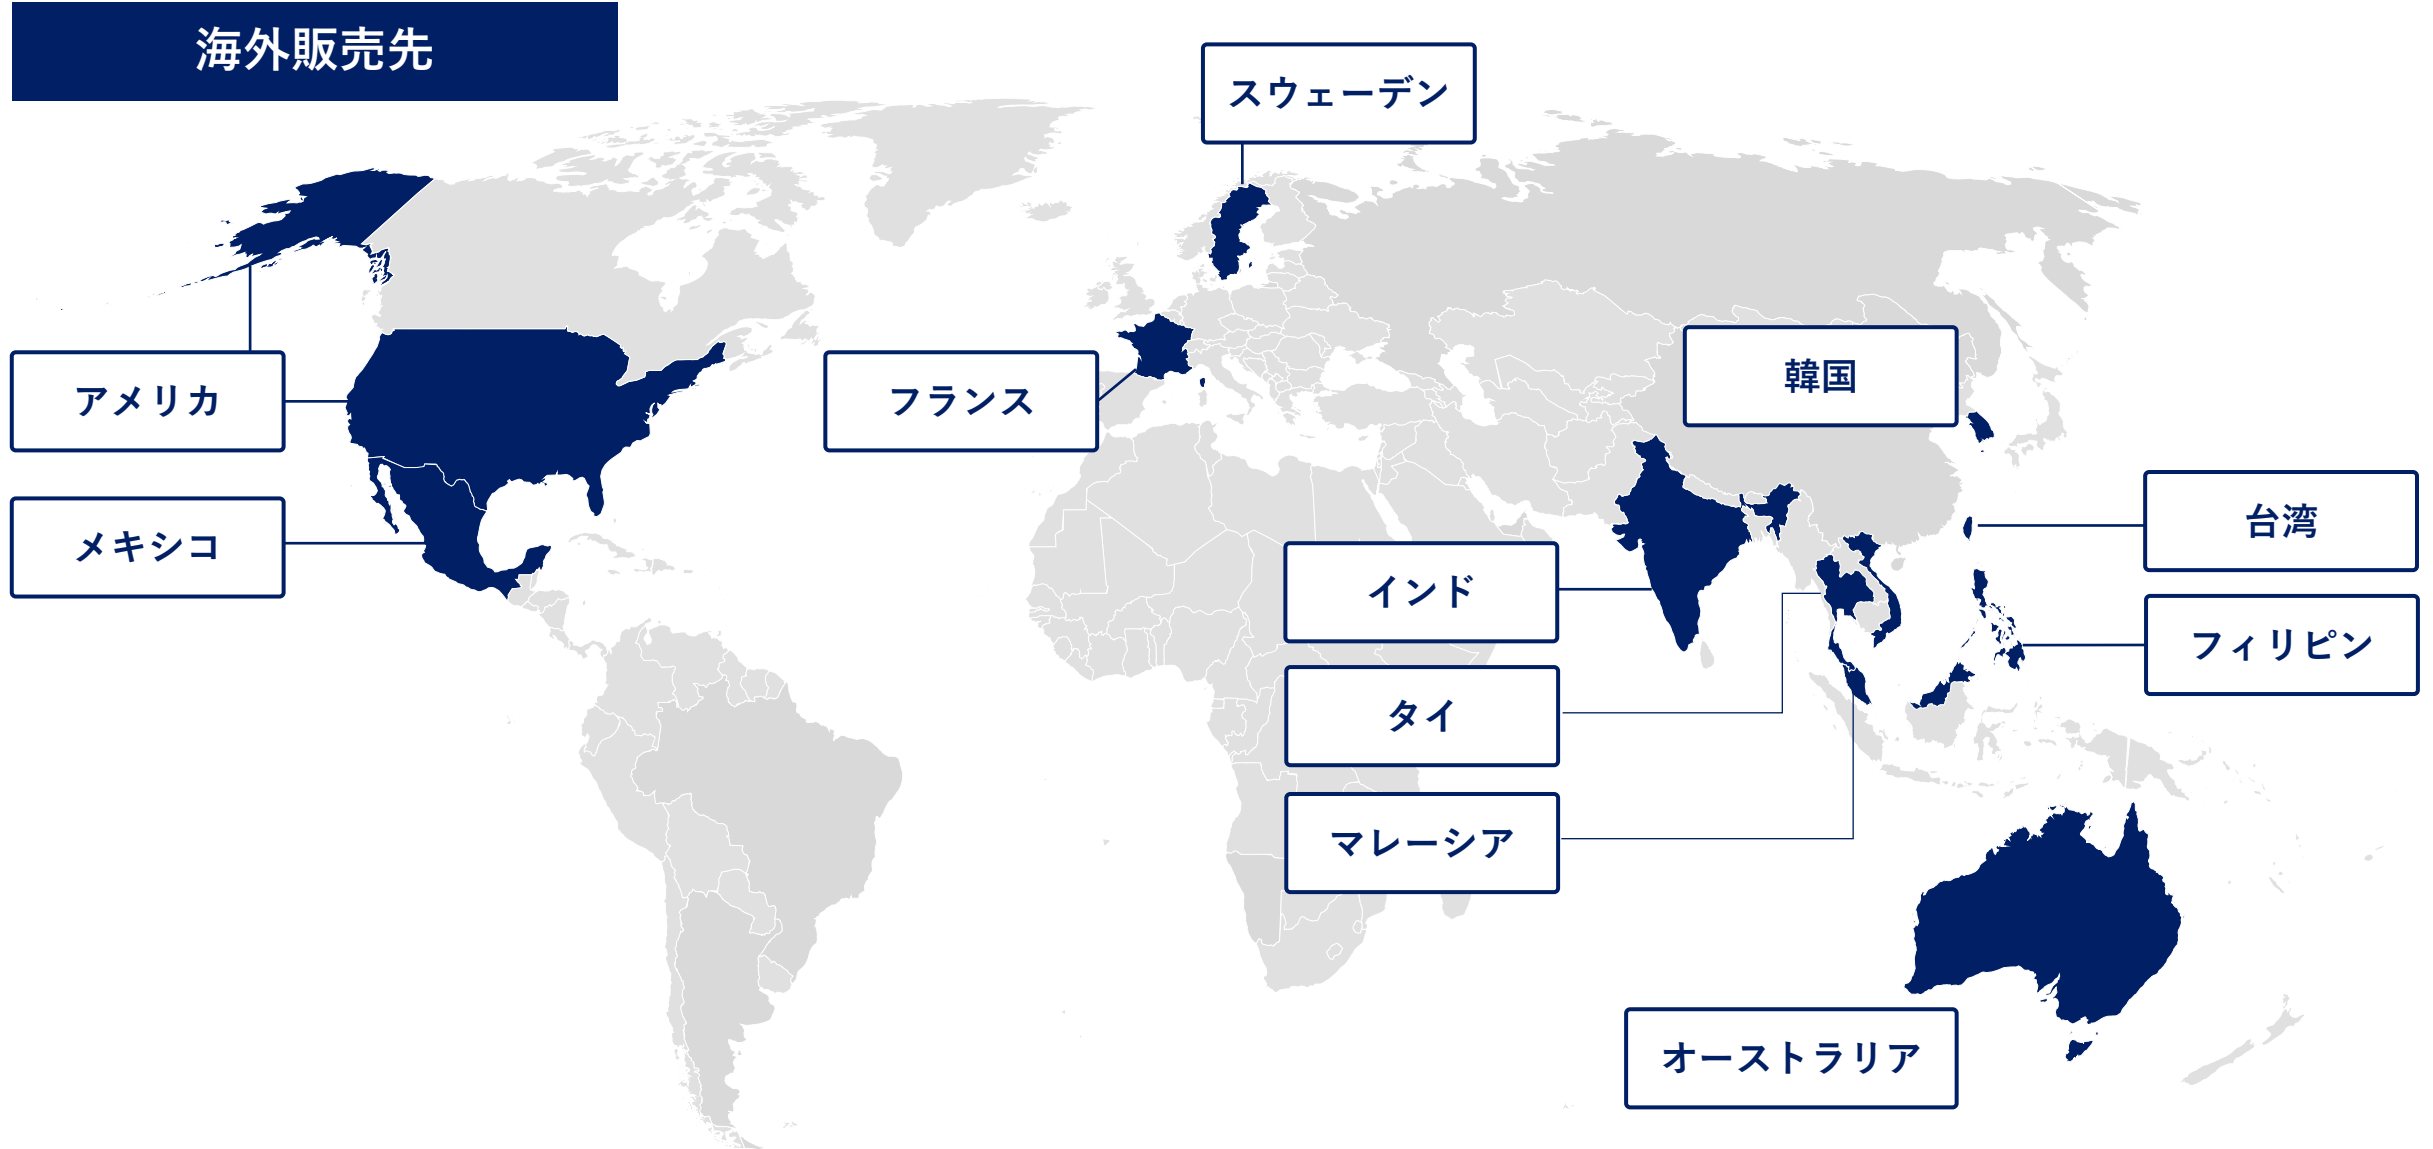 海外販売先
スウェーデン
アメリカ
フランス
韓国
メキシコ
台湾
インド
フィリピン
タイ
マレーシア
オーストラリア